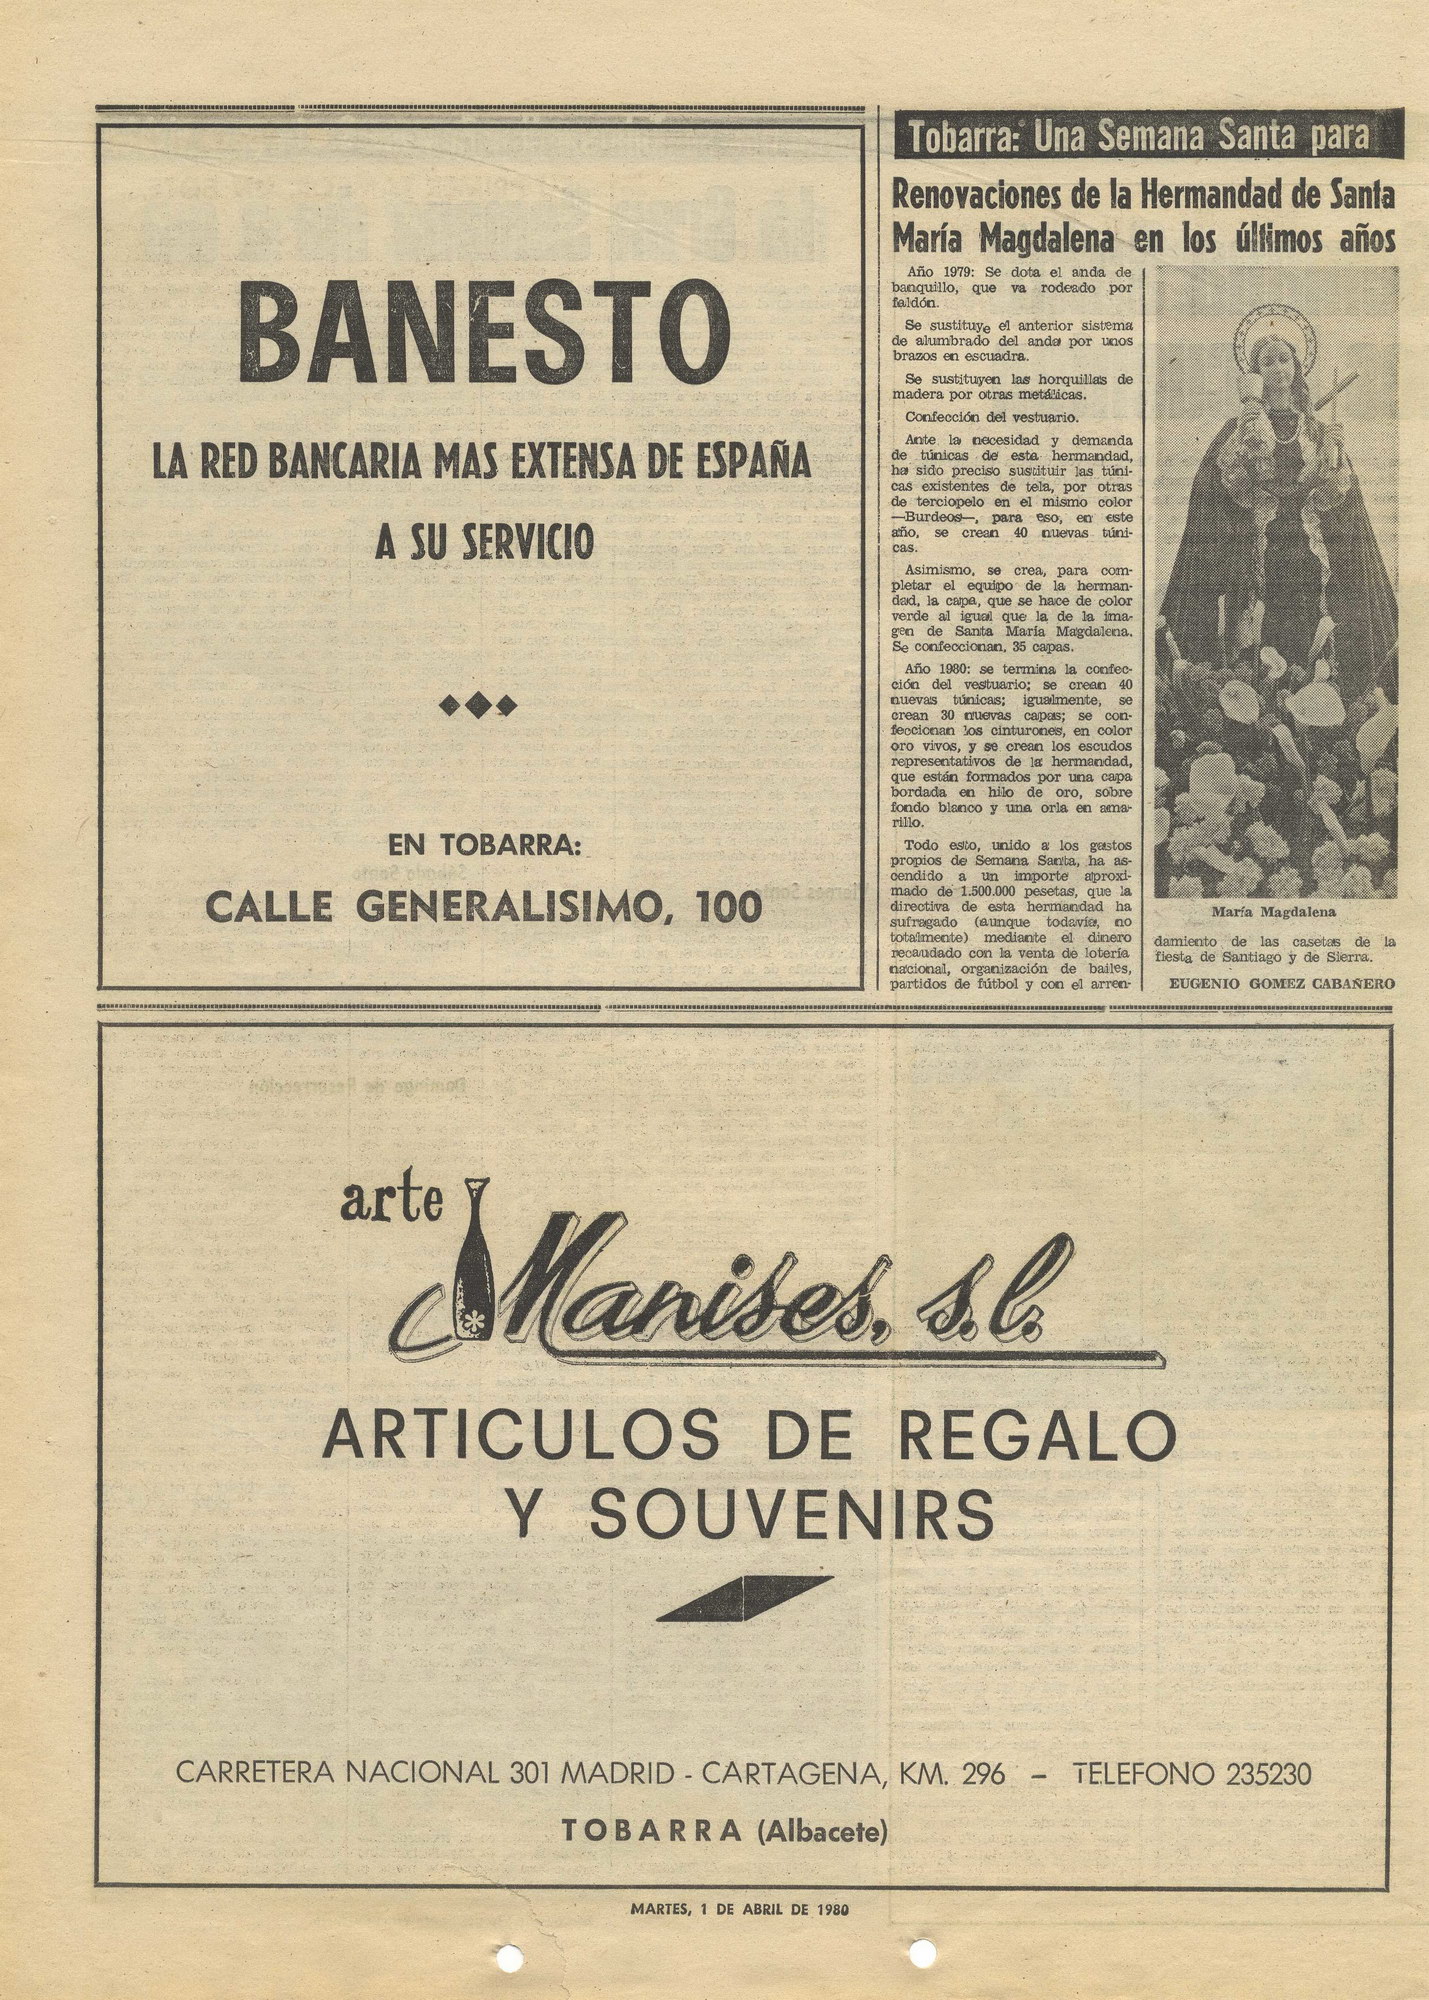 BANESTO
LA RED BANCARIA MAS EXTENSA DE ESPAÑA
A SU SERVICIO
EN TOBARRA:
CALLE GENERALISIMO, 100
Tobarra: Una Semana Santa para
Renovaciones de la Hermandad de Santa
María Magdalena en los últimos años
Año 1979: Se dota el anda de
banquillo, que va rodeado por
faldón.
Se sustituye el anterior sistema
de alumbrado del anda por unos
brazos en escuadra.
Se sustituyen las horquillas de
madera por otras metálicas.
Confección del vestuario.
Ante la necesidad y demanda
de túnicas de esta hermandad,
ha sido preciso sustituir las túni-
cas existentes de tela, por otras
de terciopelo en el mismo color
—Burdeos—, para eso, en este
año, se crean 40 nuevas túni-
cas.
Asimismo, se crea, para com-
pletar el equipo de la herman-
dad, la capa, que se hace de color
verde al igual que la de la ima-
gen de Santa María Magdalena.
Se confeccionan, 35 capas.
Año 1980: se termina la confec-
ción del vestuario; se crean 40
nuevas túnicas; igualmente, se
crean 30 nuevas capas; se con-
feccionan los cinturones, en color
oro vivos, y se crean los escudos
representativos de la hermandad,
que están formados por una capa
bordada en hilo de oro, sobre
fondo blanco y una orla en ama-
rillo.
Todo esto, unido a los gastos
propios de Semana Santa, ha as-
cendido a un importe aproxi-
mado de 1.500.000 pesetas, que la
directiva de esta hermandad ha
sufragado (aunque todavía, no
totalmente) mediante el dinero
recaudado con la venta de lotería
nacional, organización de bailes,
partidos de fútbol y con el arren-
María Magdalena
damiento de las casetas de la
fiesta de Santiago y de Sierra.
EUGENIO GOMEZ CABAÑERO
arte
Manises, s.l.
ARTICULOS DE REGALO
Y SOUVENIRS
CARRETERA NACIONAL 301 MADRID - CARTAGENA, KM. 296 – TELEFONO 235230
TOBARRA (Albacete)
MARTES, 1 DE ABRIL DE 1980